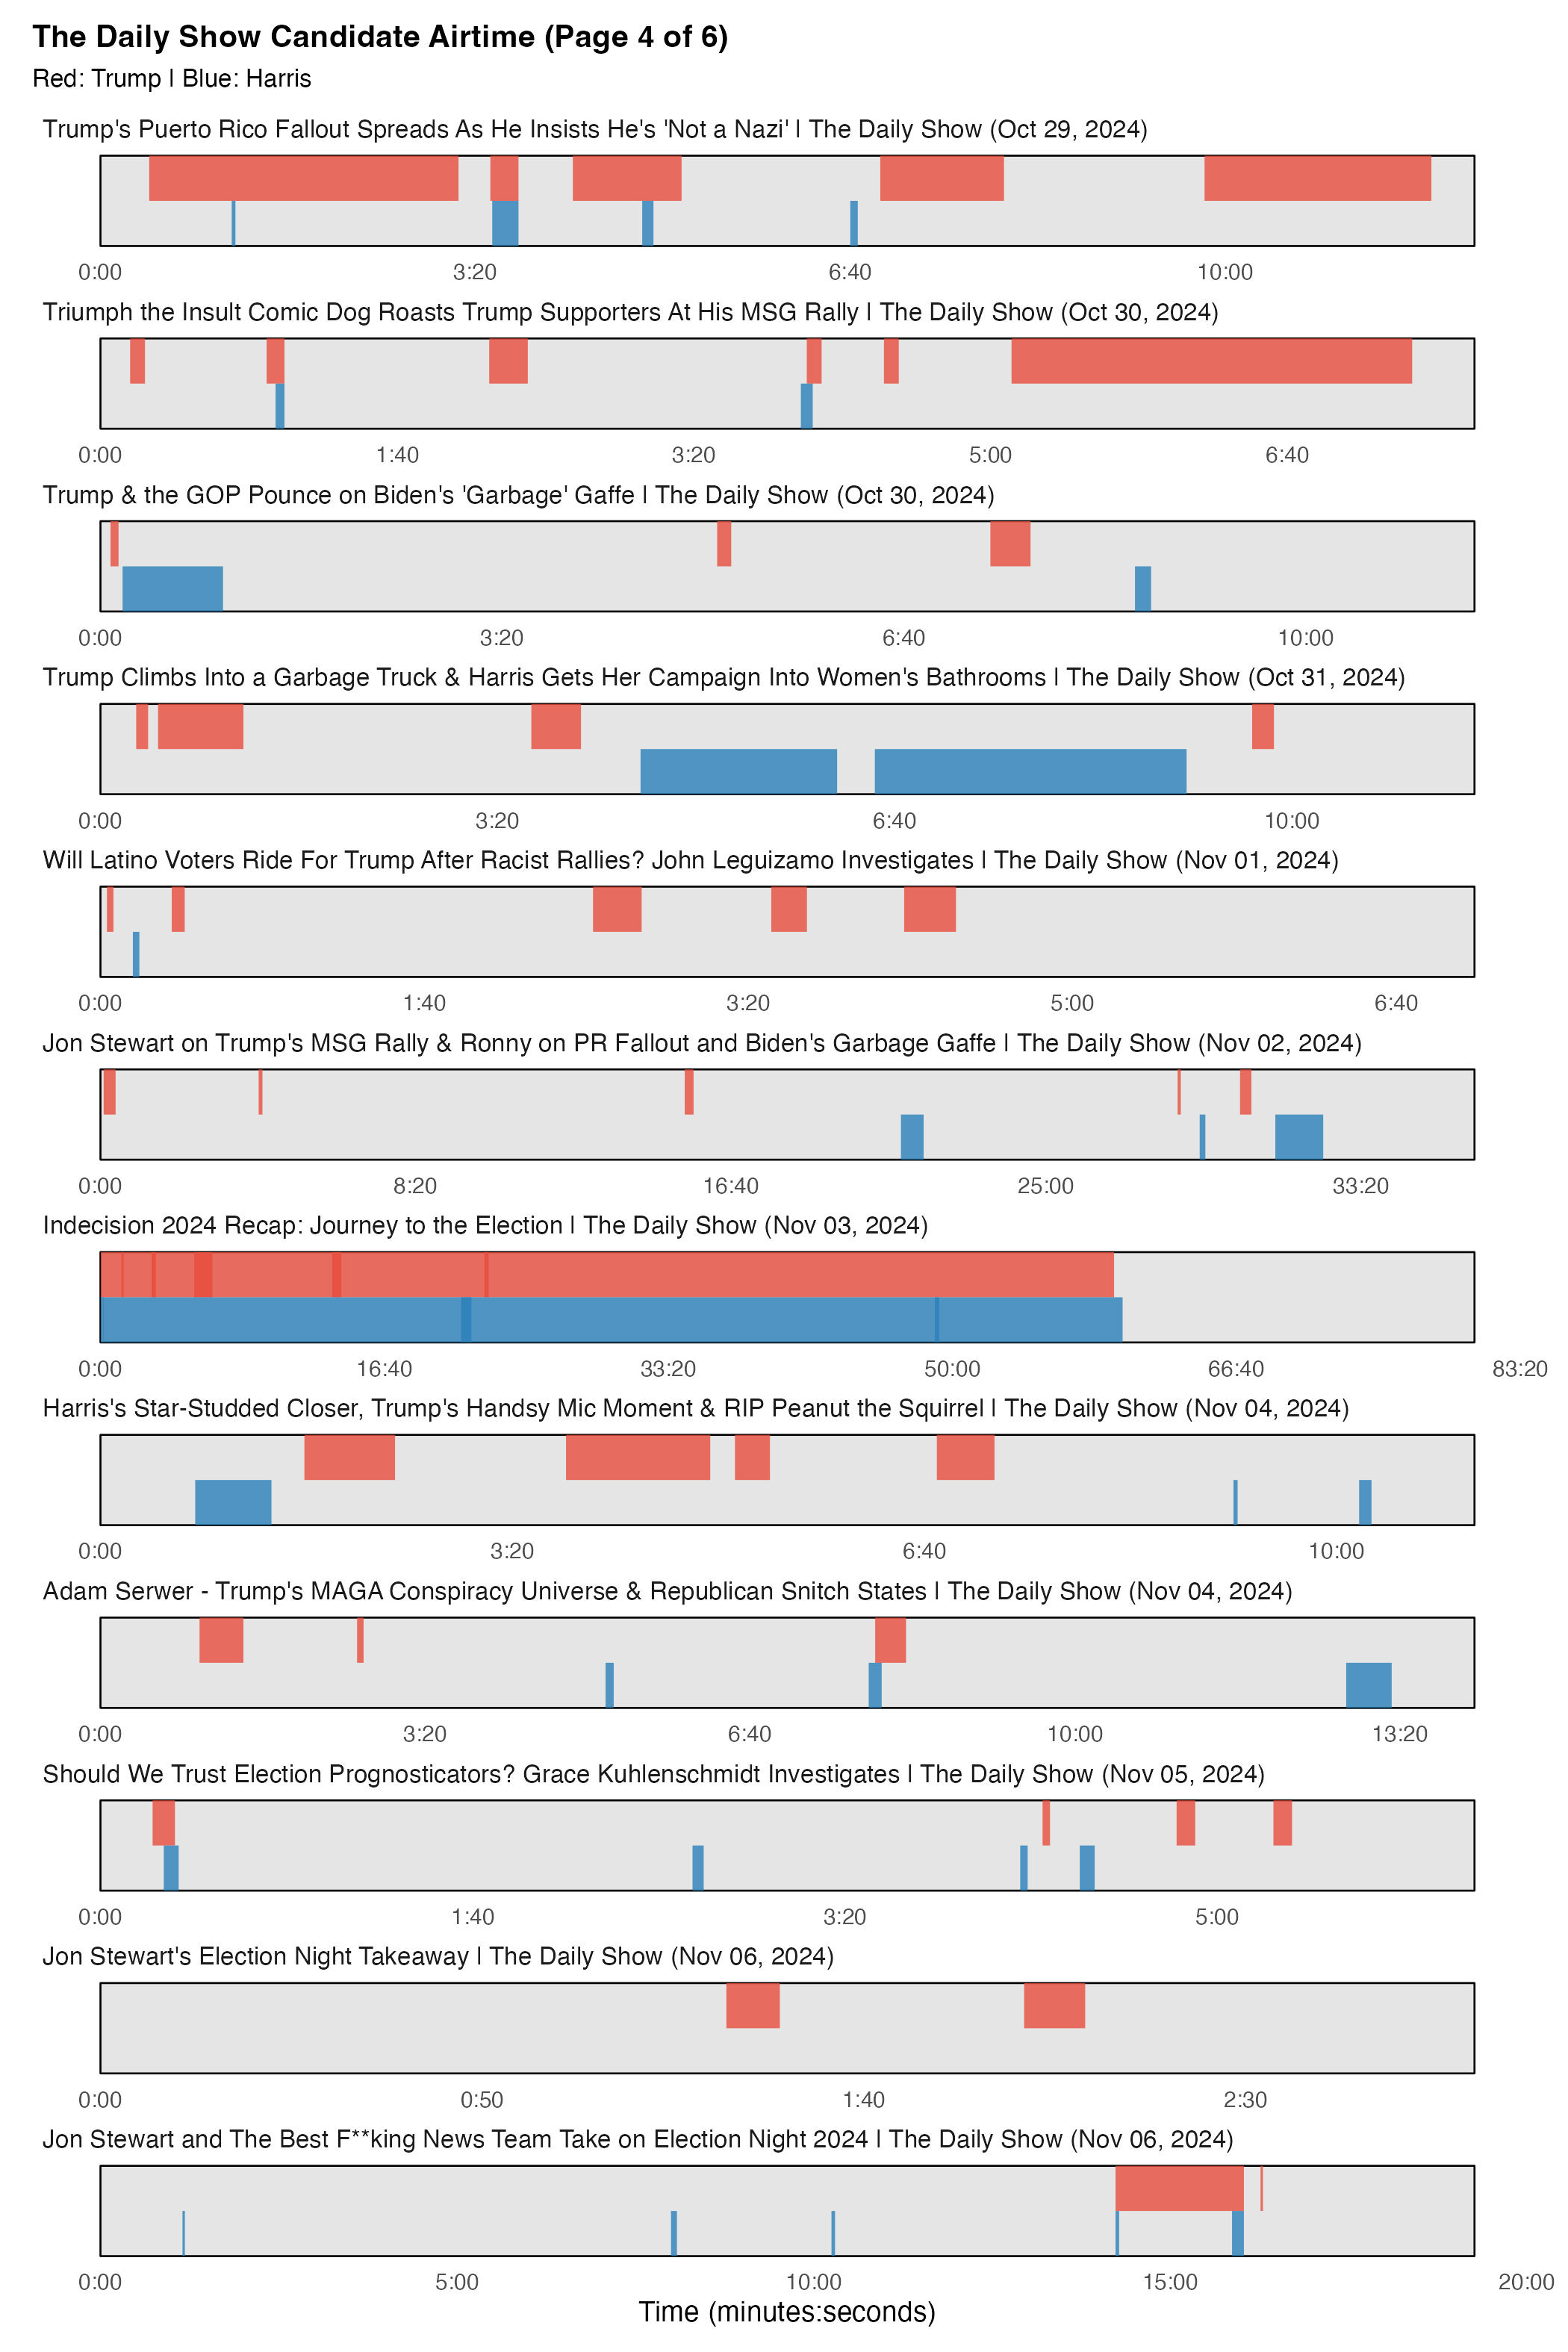 The Daily Show Candidate Airtime (Page 4 of 6)
Red: Trump | Blue: Harris
Trump's Puerto Rico Fallout Spreads As He Insists He's 'Not a Nazi' | The Daily Show (Oct 29, 2024)
0:00 3:20 6:40 10:00
Triumph the Insult Comic Dog Roasts Trump Supporters At His MSG Rally | The Daily Show (Oct 30, 2024)
0:00 1:40 3:20 5:00 6:40
Trump & the GOP Pounce on Biden's 'Garbage' Gaffe | The Daily Show (Oct 30, 2024)
0:00 3:20 6:40 10:00
Trump Climbs Into a Garbage Truck & Harris Gets Her Campaign Into Women's Bathrooms | The Daily Show (Oct 31, 2024)
0:00 3:20 6:40 10:00
Will Latino Voters Ride For Trump After Racist Rallies? John Leguizamo Investigates | The Daily Show (Nov 01, 2024)
0:00 1:40 3:20 5:00 6:40
Jon Stewart on Trump's MSG Rally & Ronny on PR Fallout and Biden's Garbage Gaffe | The Daily Show (Nov 02, 2024)
0:00 8:20 16:40 25:00 33:20
Indecision 2024 Recap: Journey to the Election | The Daily Show (Nov 03, 2024)
0:00 16:40 33:20 50:00 66:40 83:20
Harris's Star-Studded Closer, Trump's Handsy Mic Moment & RIP Peanut the Squirrel | The Daily Show (Nov 04, 2024)
0:00 3:20 6:40 10:00
Adam Serwer - Trump's MAGA Conspiracy Universe & Republican Snitch States | The Daily Show (Nov 04, 2024)
0:00 3:20 6:40 10:00 13:20
Should We Trust Election Prognosticators? Grace Kuhlenschmidt Investigates | The Daily Show (Nov 05, 2024)
0:00 1:40 3:20 5:00
Jon Stewart's Election Night Takeaway | The Daily Show (Nov 06, 2024)
0:00 0:50 1:40 2:30
Jon Stewart and The Best F**king News Team Take on Election Night 2024 | The Daily Show (Nov 06, 2024)
0:00 5:00 10:00 15:00 20:00
Time (minutes:seconds)